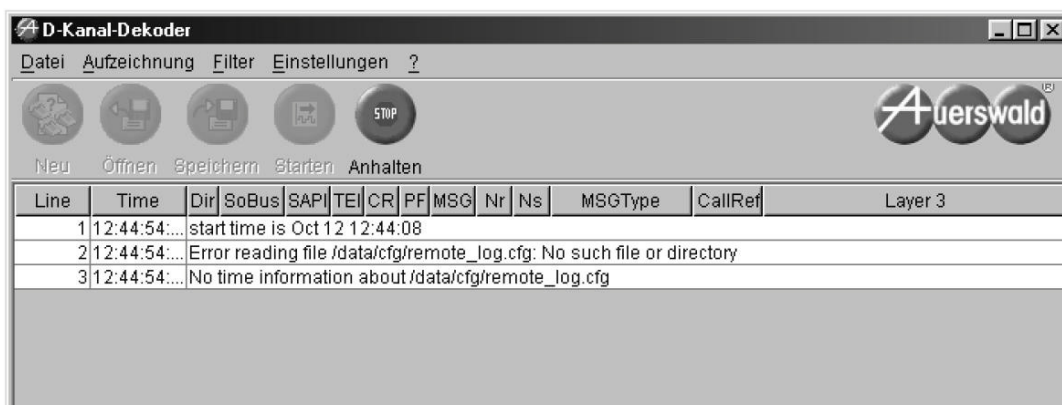 D-Kanal-Dekoder
Datei Aufzeichnung Filter Einstellungen ?
STOP
Auerswald (R)
Neu Öffnen Speichern Starten Anhalten
Line Time Dir SoBus SAPI TEI CR PF MSG Nr Ns MSGType CallRef Layer 3
1 12:44:54:... start time is Oct 12 12:44:08
2 12:44:54:... Error reading file /data/cfg/remote_log.cfg: No such file or directory
3 12:44:54:... No time information about /data/cfg/remote_log.cfg